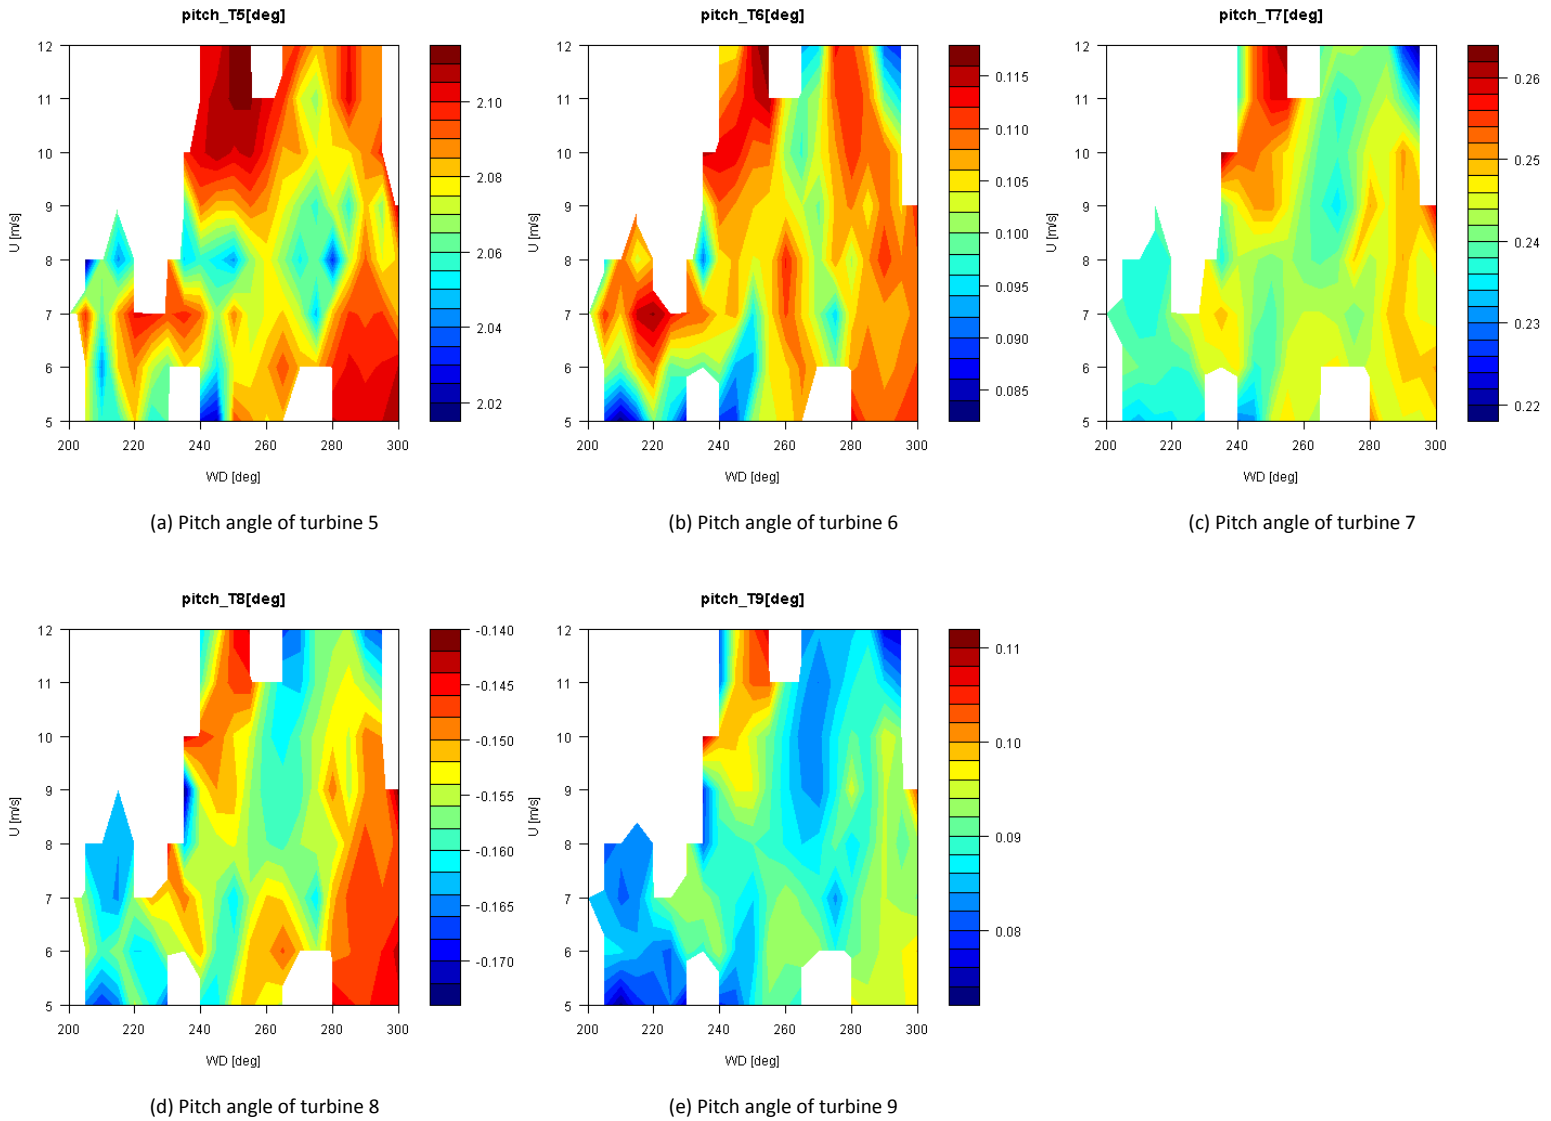 pitch_T5[deg]
12
11
10
9
8
7
6
5
U [m/s]
200 220 240 260 280 300
WD [deg]
2.10
2.08
2.06
2.04
2.02
(a) Pitch angle of turbine 5
pitch_T6[deg]
12
11
10
9
8
7
6
5
U [m/s]
200 220 240 260 280 300
WD [deg]
0.115
0.110
0.105
0.100
0.095
0.090
0.085
(b) Pitch angle of turbine 6
pitch_T7[deg]
12
11
10
9
8
7
6
5
U [m/s]
200 220 240 260 280 300
WD [deg]
0.26
0.25
0.24
0.23
0.22
(c) Pitch angle of turbine 7
pitch_T8[deg]
12
11
10
9
8
7
6
5
U [m/s]
200 220 240 260 280 300
WD [deg]
-0.140
-0.145
-0.150
-0.155
-0.160
-0.165
-0.170
(d) Pitch angle of turbine 8
pitch_T9[deg]
12
11
10
9
8
7
6
5
U [m/s]
200 220 240 260 280 300
WD [deg]
0.11
0.10
0.09
0.08
(e) Pitch angle of turbine 9